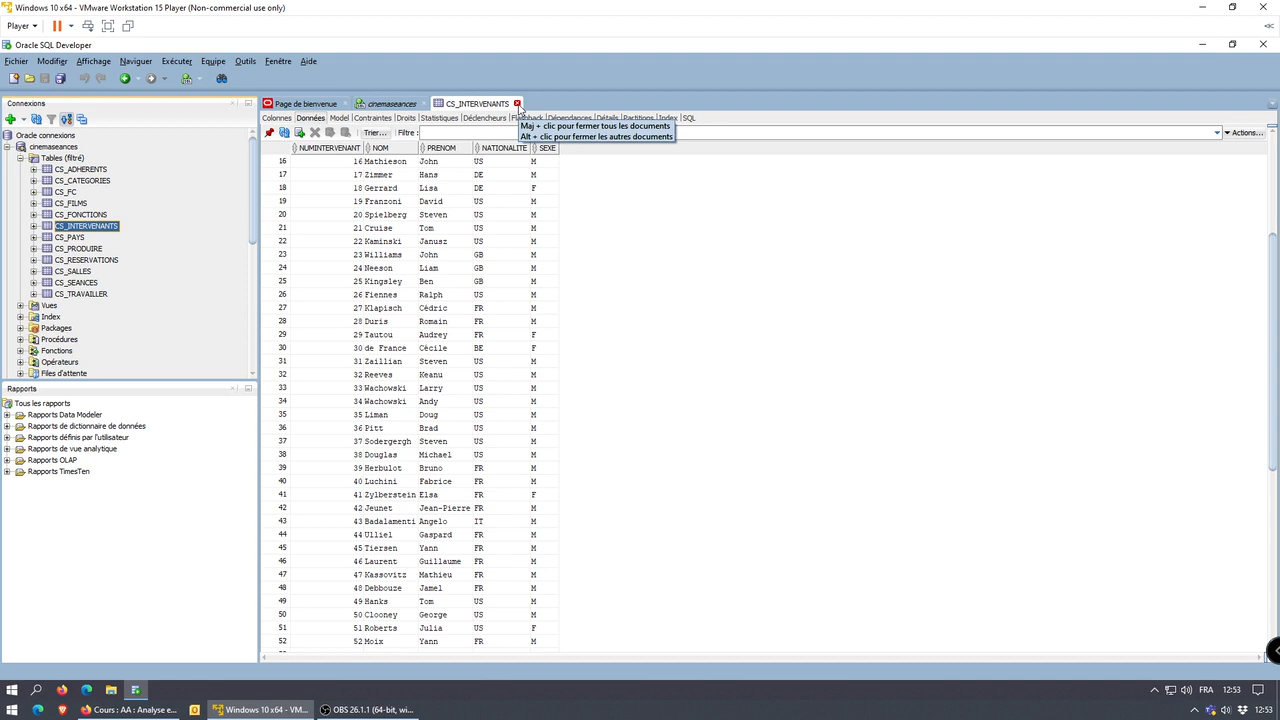 Windows 10 x64 - VMware Workstation 15 Player (Non-commercial use only)
Player
Oracle SQL Developer
Fichier Modifier Affichage Naviguer Exécuter Equipe Outils Fenêtre Aide
Connexions
Oracle connexions
cinemaseances
Tables (filtré)
CS_ADHERENTS
CS_CATEGORIES
CS_FC
CS_FILMS
CS_FONCTIONS
CS_INTERVENANTS
CS_PAYS
CS_PRODUIRE
CS_RESERVATIONS
CS_SALLES
CS_SEANCES
CS_TRAVAILLER
Vues
Index
Packages
Procédures
Fonctions
Opérateurs
Files d'attente
Rapports
Tous les rapports
Rapports Data Modeler
Rapports de dictionnaire de données
Rapports définis par l'utilisateur
Rapports de vue analytique
Rapports OLAP
Rapports TimesTen
Page de bienvenue cinemaseances CS_INTERVENANTS
Colonnes Données Model Contraintes Droits Statistiques Déclencheurs Flashback Dépendances Détails Partitions Index SQL
Maj + clic pour fermer tous les documents
Alt + clic pour fermer les autres documents
Trier... Filtre : Actions...
NUMINTERVENANT NOM PRENOM NATIONALITE SEXE
16 16 Mathieson John US M
17 17 Zimmer Hans DE M
18 18 Gerrard Lisa DE F
19 19 Franzoni David US M
20 20 Spielberg Steven US M
21 21 Cruise Tom US M
22 22 Kaminski Janusz US M
23 23 Williams John GB M
24 24 Neeson Liam GB M
25 25 Kingsley Ben GB M
26 26 Fiennes Ralph US M
27 27 Klapisch Cédric FR M
28 28 Duris Romain FR M
29 29 Tautou Audrey FR F
30 30 de France Cécile BE F
31 31 Zaillian Steven US M
32 32 Reeves Keanu US M
33 33 Wachowski Larry US M
34 34 Wachowski Andy US M
35 35 Liman Doug US M
36 36 Pitt Brad US M
37 37 Sodergergh Steven US M
38 38 Douglas Michael US M
39 39 Herbulot Bruno FR M
40 40 Luchini Fabrice FR M
41 41 Zylberstein Elsa FR F
42 42 Jeunet Jean-Pierre FR M
43 43 Badalamenti Angelo IT M
44 44 Ulliel Gaspard FR M
45 45 Tiersen Yann FR M
46 46 Laurent Guillaume FR M
47 47 Kassovitz Mathieu FR M
48 48 Debbouze Jamel FR M
49 49 Hanks Tom US M
50 50 Clooney George US M
51 51 Roberts Julia US F
52 52 Moix Yann FR M
FRA 12:53
Cours : AA : Analyse e... Windows 10 x64 - VM... OBS 26.1.1 (64-bit, wi... 12:53